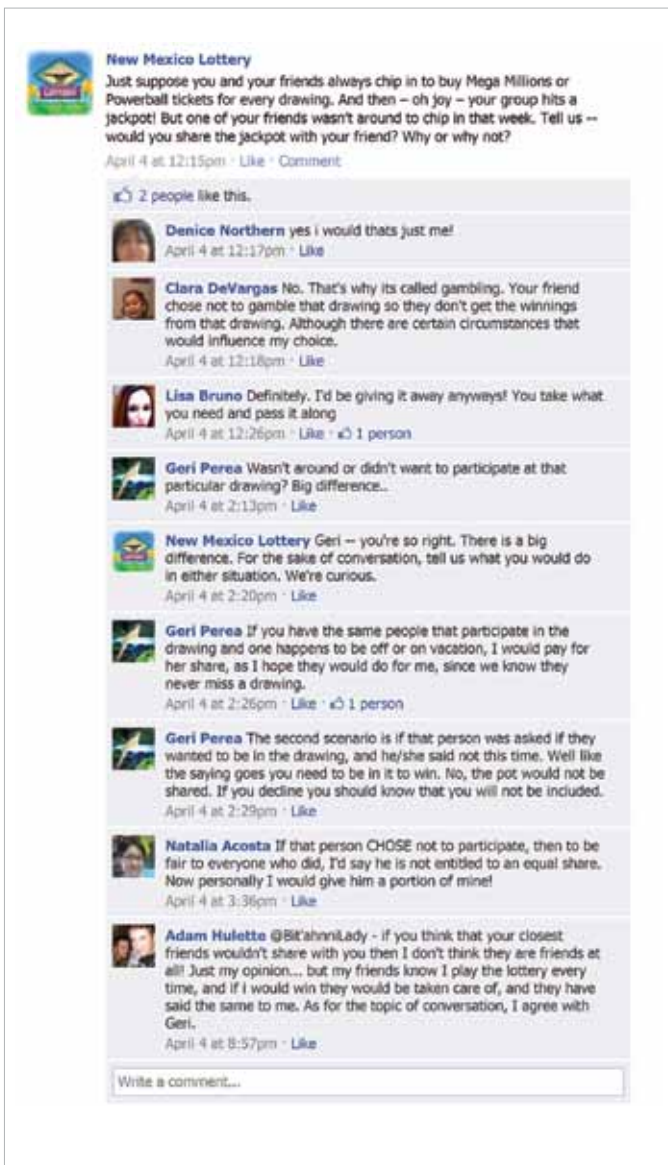 New Mexico Lottery
Just suppose you and your friends always chip in to buy Mega Millions or
Powerball tickets for every drawing. And then – oh joy – your group hits a
jackpot! But one of your friends wasn't around to chip in that week. Tell us --
would you share the jackpot with your friend? Why or why not?
April 4 at 12:15pm · Like · Comment
2 people like this.
Denice Northern yes i would thats just me!
April 4 at 12:17pm · Like
Clara DeVargas No. That's why its called gambling. Your friend
chose not to gamble that drawing so they don't get the winnings
from that drawing. Although there are certain circumstances that
would influence my choice.
April 4 at 12:18pm · Like
Lisa Bruno Definitely. I'd be giving it away anyways! You take what
you need and pass it along
April 4 at 12:26pm · Like · 1 person
Geri Perea Wasn't around or didn't want to participate at that
particular drawing? Big difference..
April 4 at 2:13pm · Like
New Mexico Lottery Geri -- you're so right. There is a big
difference. For the sake of conversation, tell us what you would do
in either situation. We're curious.
April 4 at 2:20pm · Like
Geri Perea If you have the same people that participate in the
drawing and one happens to be off or on vacation, I would pay for
her share, as I hope they would do for me, since we know they
never miss a drawing.
April 4 at 2:26pm · Like · 1 person
Geri Perea The second scenario is if that person was asked if they
wanted to be in the drawing, and he/she said not this time. Well like
the saying goes you need to be in it to win. No, the pot would not be
shared. If you decline you should know that you will not be included.
April 4 at 2:29pm · Like
Natalia Acosta If that person CHOSE not to participate, then to be
fair to everyone who did, I'd say he is not entitled to an equal share.
Now personally I would give him a portion of mine!
April 4 at 3:36pm · Like
Adam Hulette @Bit'ahnniLady - if you think that your closest
friends wouldn't share with you then I don't think they are friends at
all! Just my opinion... but my friends know I play the lottery every
time, and if i would win they would be taken care of, and they have
said the same to me. As for the topic of conversation, I agree with
Geri.
April 4 at 8:57pm · Like
Write a comment...